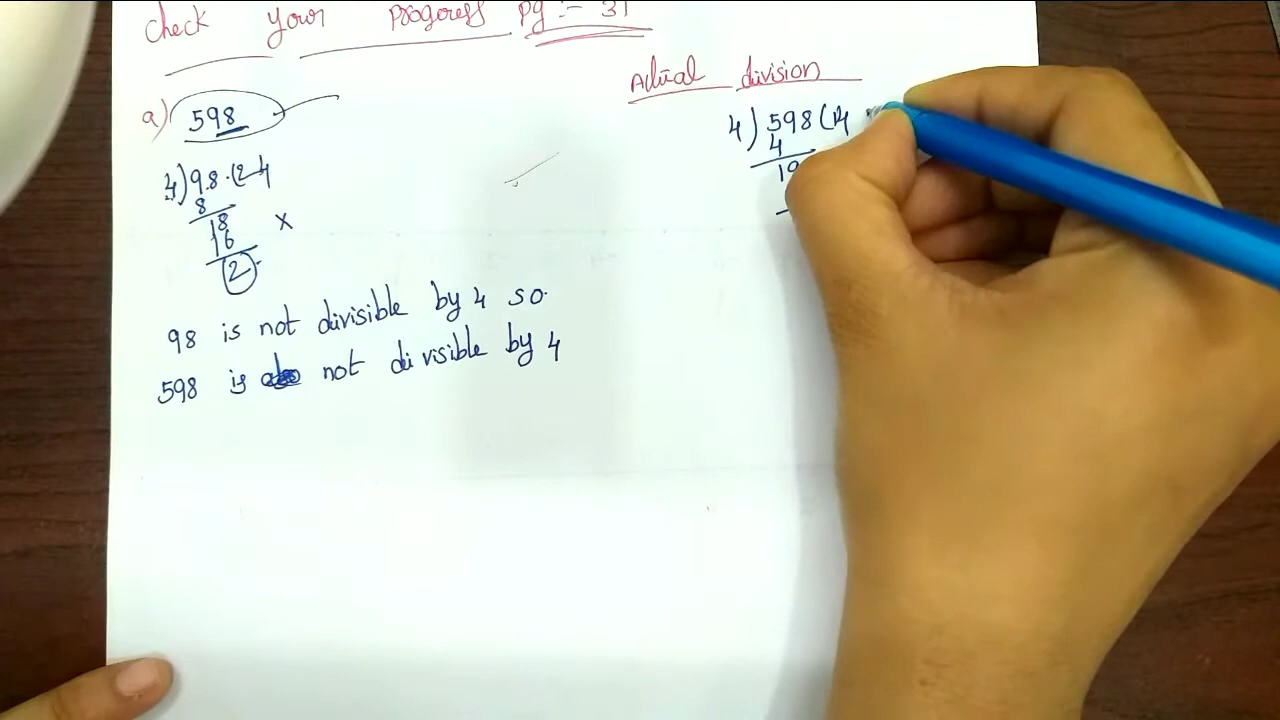 Check your progress pg :- 31
Actual division
a) 598
4)98(24
8
18
16
2
x
98 is not divisible by 4 so
598 is not divisible by 4
4)598(14
4
19